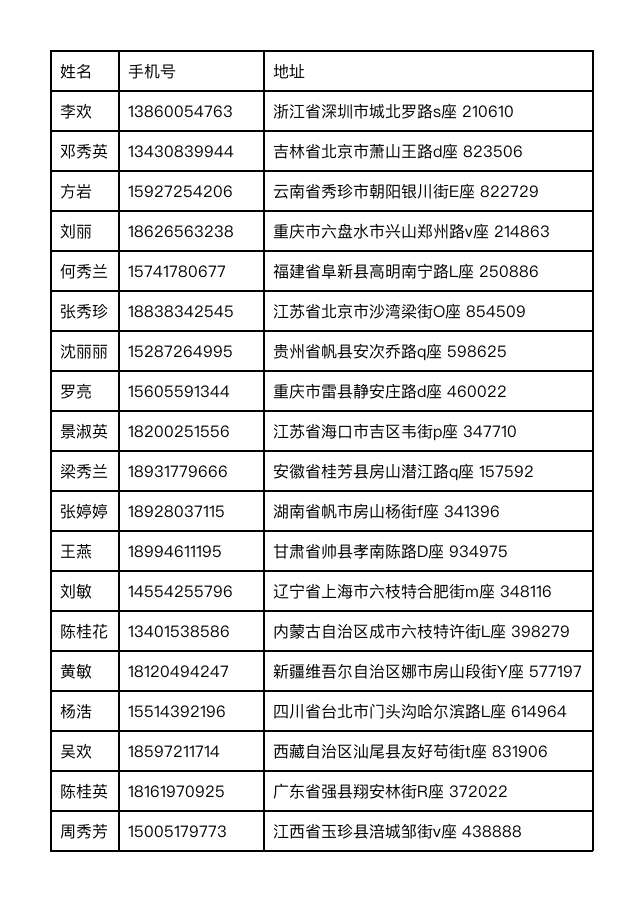 姓名 手机号 地址
李欢 13860054763 浙江省深圳市城北罗路s座 210610
邓秀英 13430839944 吉林省北京市萧山王路d座 823506
方岩 15927254206 云南省秀珍市朝阳银川街E座 822729
刘丽 18626563238 重庆市六盘水市兴山郑州路v座 214863
何秀兰 15741780677 福建省阜新县高明南宁路L座 250886
张秀珍 18838342545 江苏省北京市沙湾梁街O座 854509
沈丽丽 15287264995 贵州省帆县安次乔路q座 598625
罗亮 15605591344 重庆市雷县静安庄路d座 460022
景淑英 18200251556 江苏省海口市吉区韦街p座 347710
梁秀兰 18931779666 安徽省桂芳县房山潜江路q座 157592
张婷婷 18928037115 湖南省帆市房山杨街f座 341396
王燕 18994611195 甘肃省帅县孝南陈路D座 934975
刘敏 14554255796 辽宁省上海市六枝特合肥街m座 348116
陈桂花 13401538586 内蒙古自治区成市六枝特许街L座 398279
黄敏 18120494247 新疆维吾尔自治区娜市房山段街Y座 577197
杨浩 15514392196 四川省台北市门头沟哈尔滨路L座 614964
吴欢 18597211714 西藏自治区汕尾县友好苟街t座 831906
陈桂英 18161970925 广东省强县翔安林街R座 372022
周秀芳 15005179773 江西省玉珍县涪城邹街v座 438888